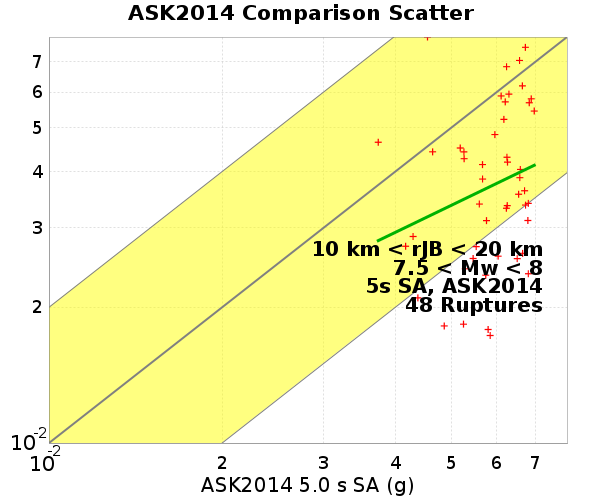 ASK2014 Comparison Scatter
7
6
5
4
3
2
10-2
10 km < rJB < 20 km
7.5 < Mw < 8
5s SA, ASK2014
48 Ruptures
10-2 2 3 4 5 6 7
ASK2014 5.0 s SA (g)